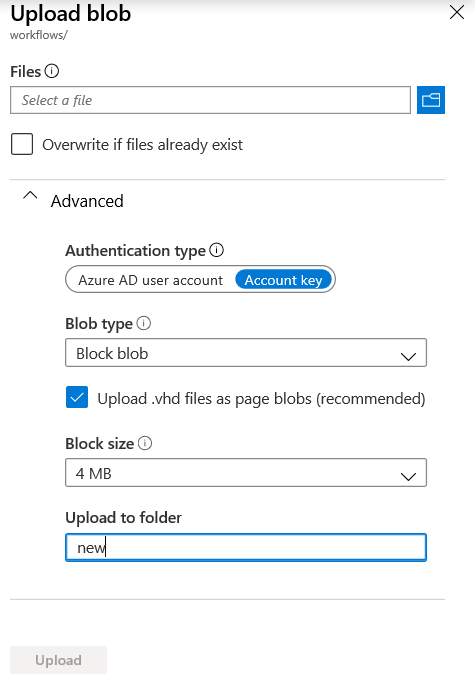 Upload blob
workflows/
Files
Select a file
Overwrite if files already exist
Advanced
Authentication type
Azure AD user account Account key
Blob type
Block blob
Upload .vhd files as page blobs (recommended)
Block size
4 MB
Upload to folder
new
Upload